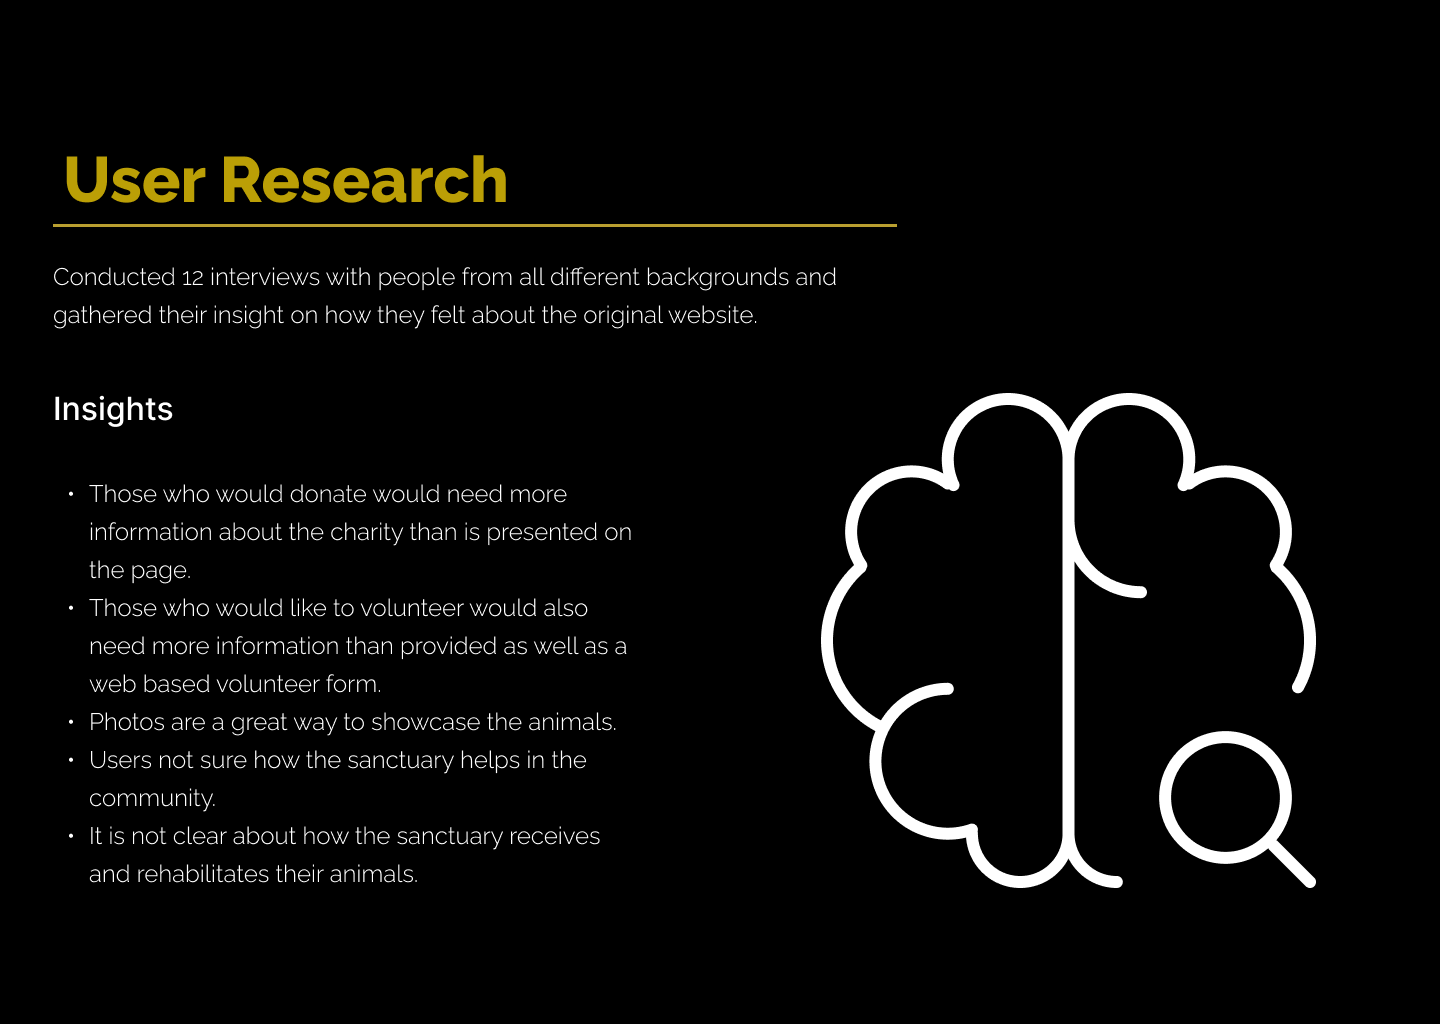 User Research
Conducted 12 interviews with people from all different backgrounds and
gathered their insight on how they felt about the original website.
Insights
• Those who would donate would need more
information about the charity than is presented on
the page.
• Those who would like to volunteer would also
need more information than provided as well as a
web based volunteer form.
• Photos are a great way to showcase the animals.
• Users not sure how the sanctuary helps in the
community.
• It is not clear about how the sanctuary receives
and rehabilitates their animals.